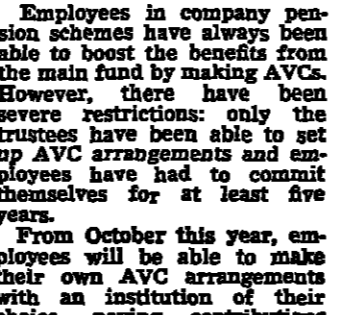 Employees in company pen-
sion schemes have always been
able to boost the benefits from
the main fund by making AVCs.
However, there have been
severe restrictions: only the
trustees have been able to set
up AVC arrangements and em-
ployees have had to commit
themselves for at least five
years.
From October this year, em-
ployees will be able to make
their own AVC arrangements
with an institution of their